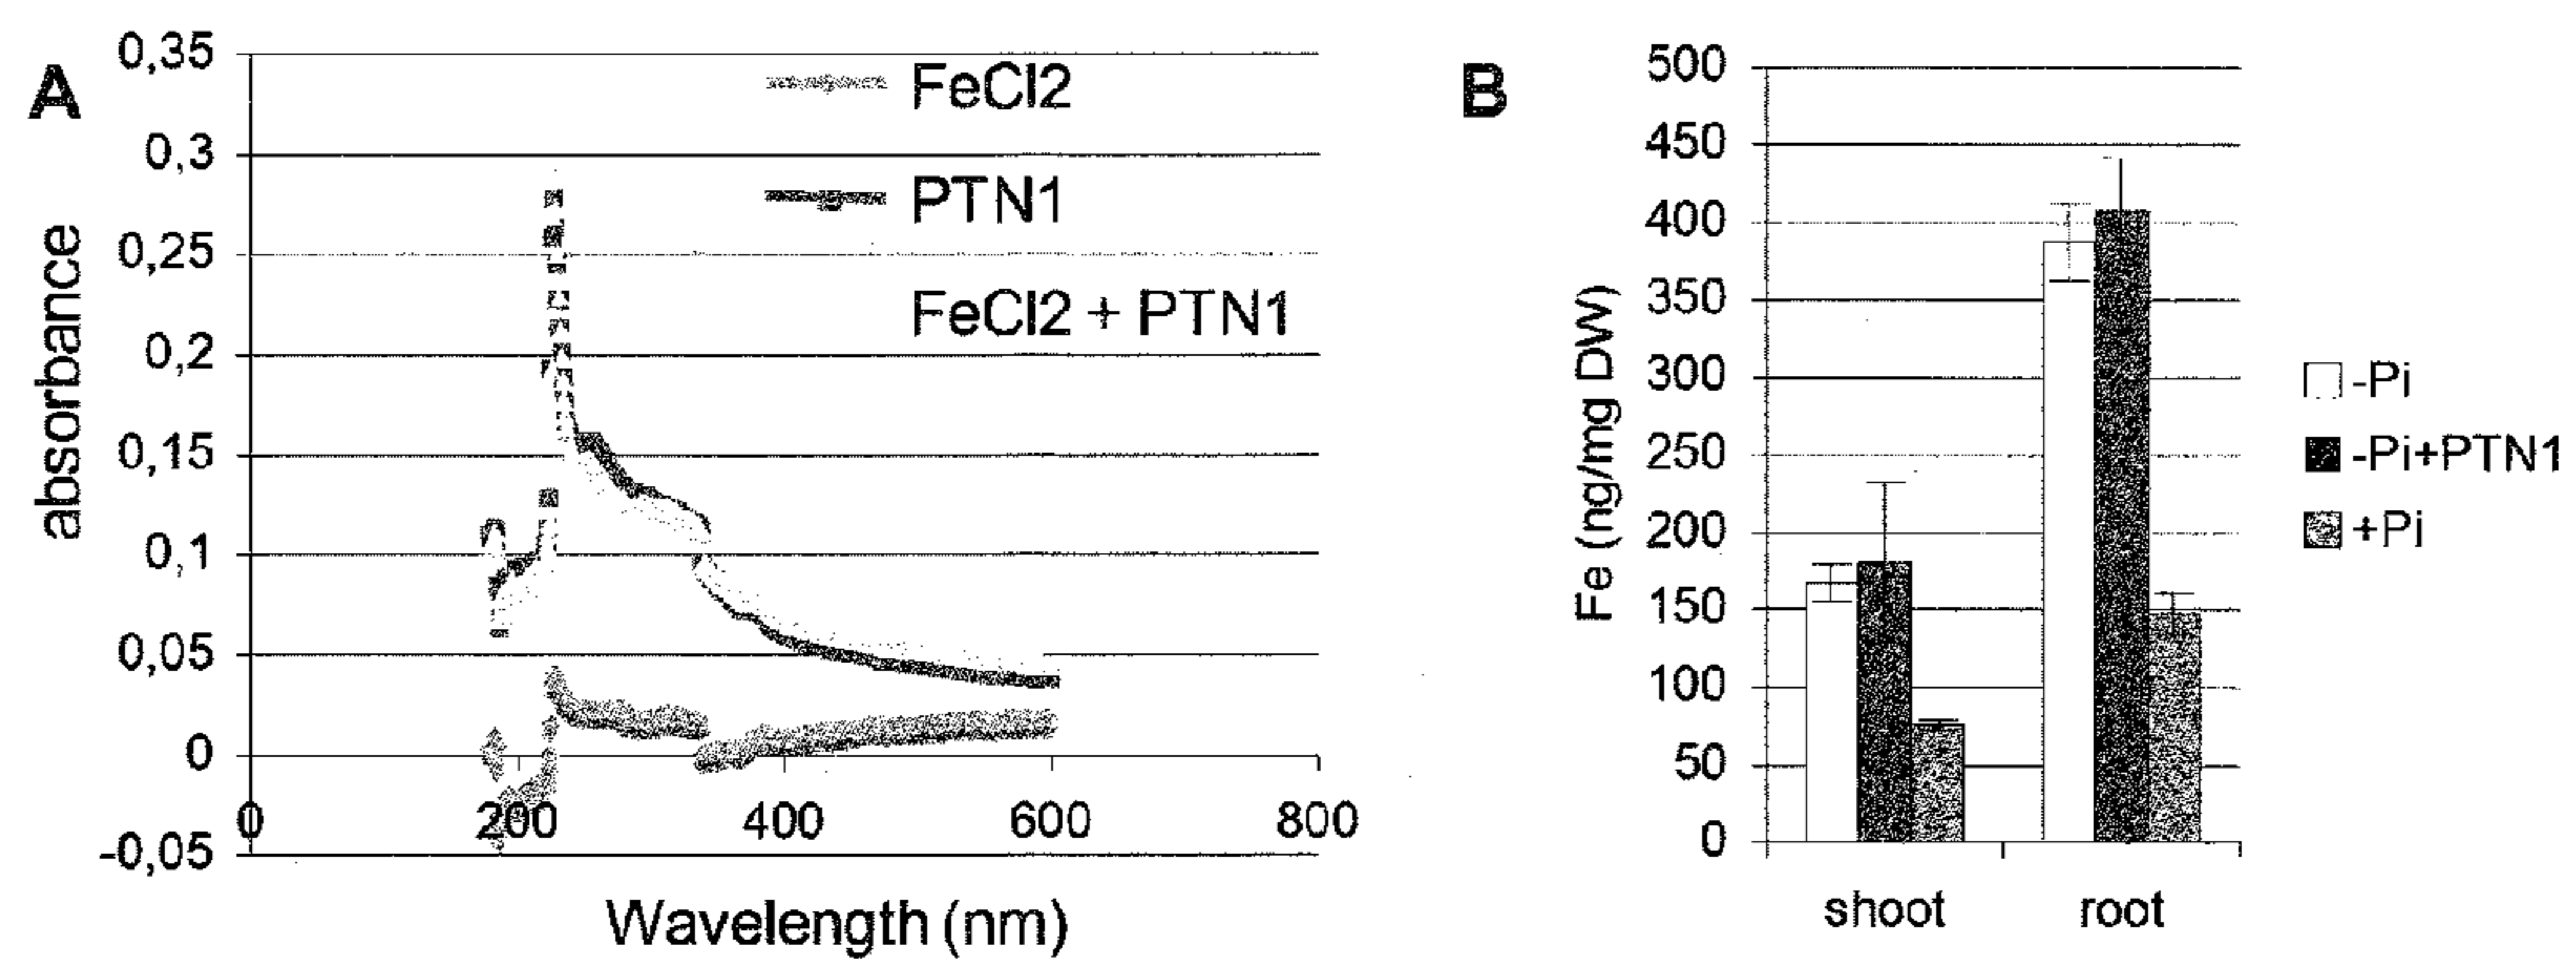 A
0,35
0,3
0,25
0,2
0,15
0,1
0,05
0
-0,05
absorbance
FeCl2
PTN1
FeCl2 + PTN1
0
200
400
600
800
Wavelength (nm)
B
500
450
400
350
300
250
200
150
100
50
0
Fe (ng/mg DW)
shoot
root
-Pi
-Pi+PTN1
+Pi